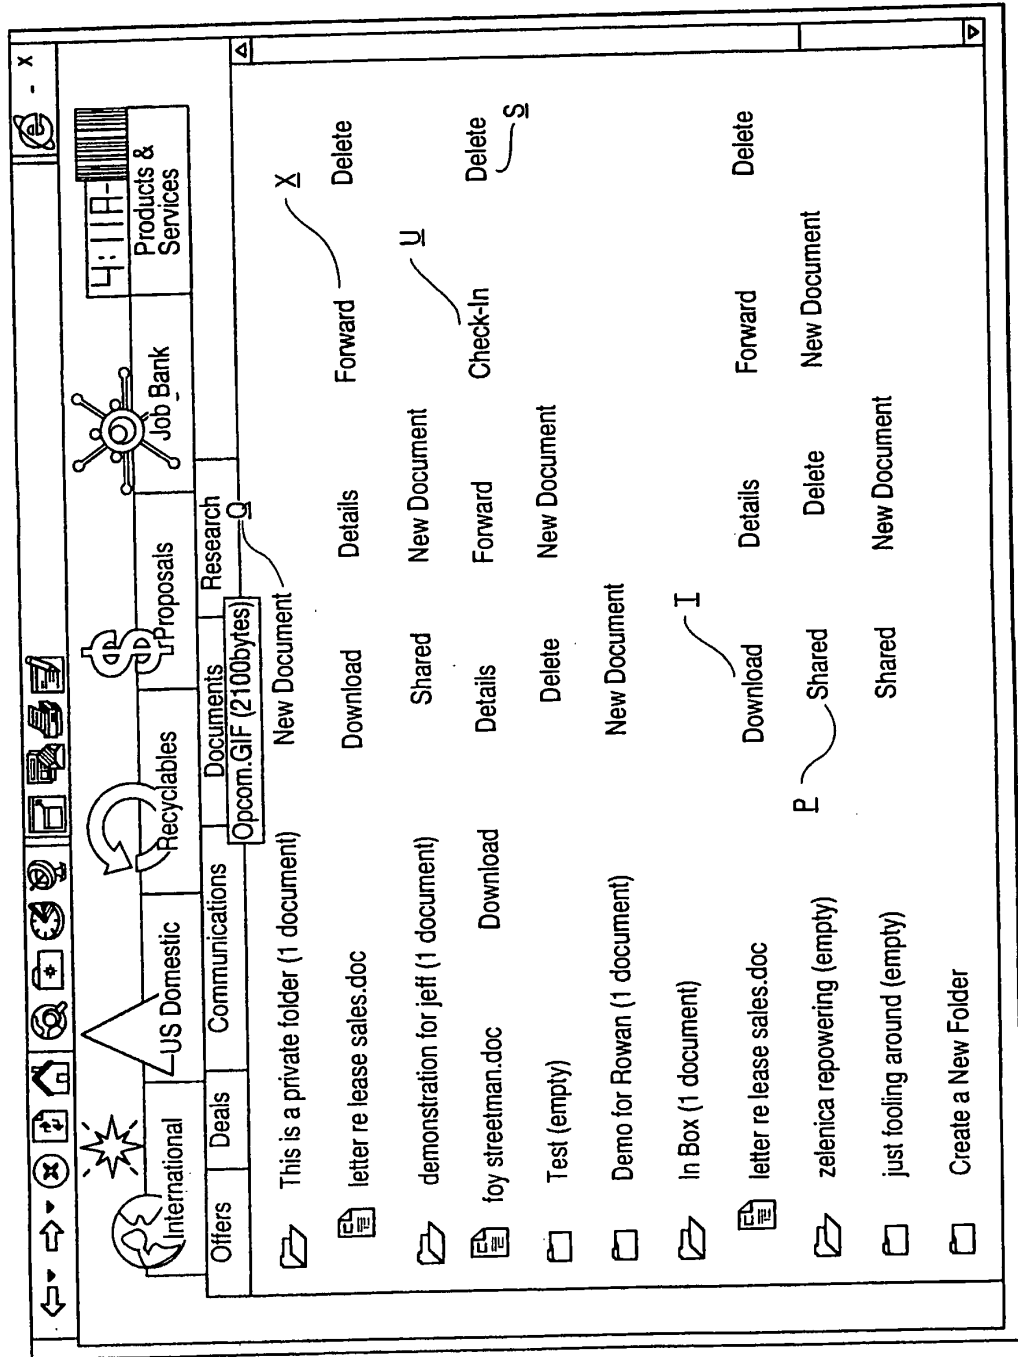 e - x
4:11A-
International US Domestic Recyclables Proposals Job Bank Products & Services
Offers Deals Communications Documents Research
Opcom.GIF (2100bytes)
Q
This is a private folder (1 document) New Document X
letter re lease sales.doc Download Details Forward Delete
U
demonstration for jeff (1 document) Shared New Document
foy streetman.doc Download Details Forward Check-In Delete
S
Test (empty) Delete New Document
Demo for Rowan (1 document) New Document
In Box (1 document) I
letter re lease sales.doc Download Details Forward Delete
P
zelenica repowering (empty) Shared Delete New Document
just fooling around (empty) Shared New Document
Create a New Folder